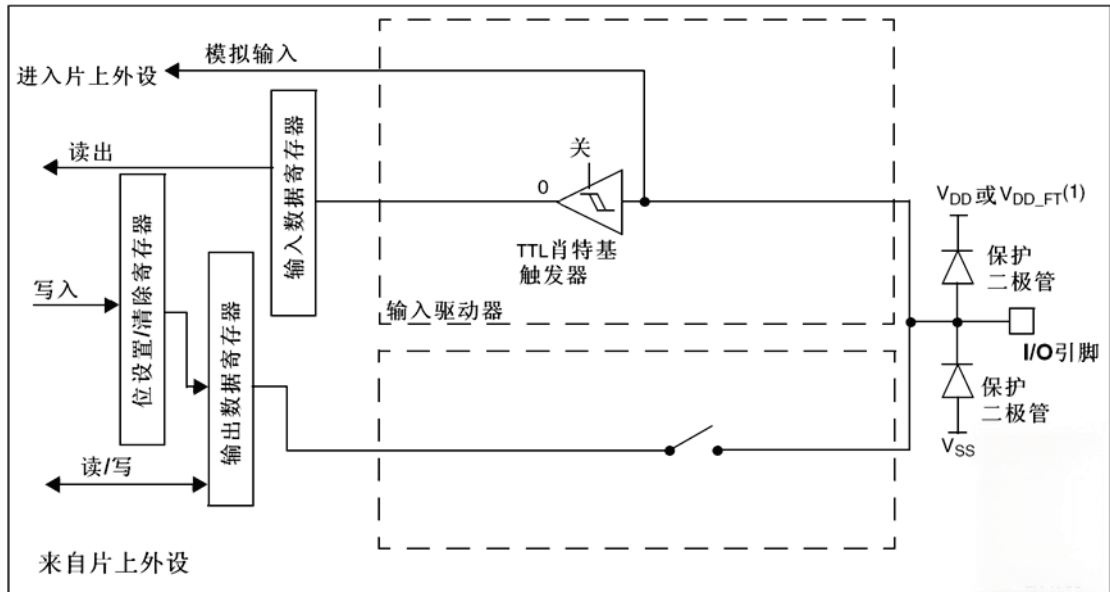 模拟输入
进入片上外设
读出
输入数据寄存器
关
0
TTL肖特基
触发器
输入驱动器
VDD或VDD_FT(1)
保护
二极管
I/O引脚
保护
二极管
VSS
写入
位设置/清除寄存器
输出数据寄存器
读/写
来自片上外设